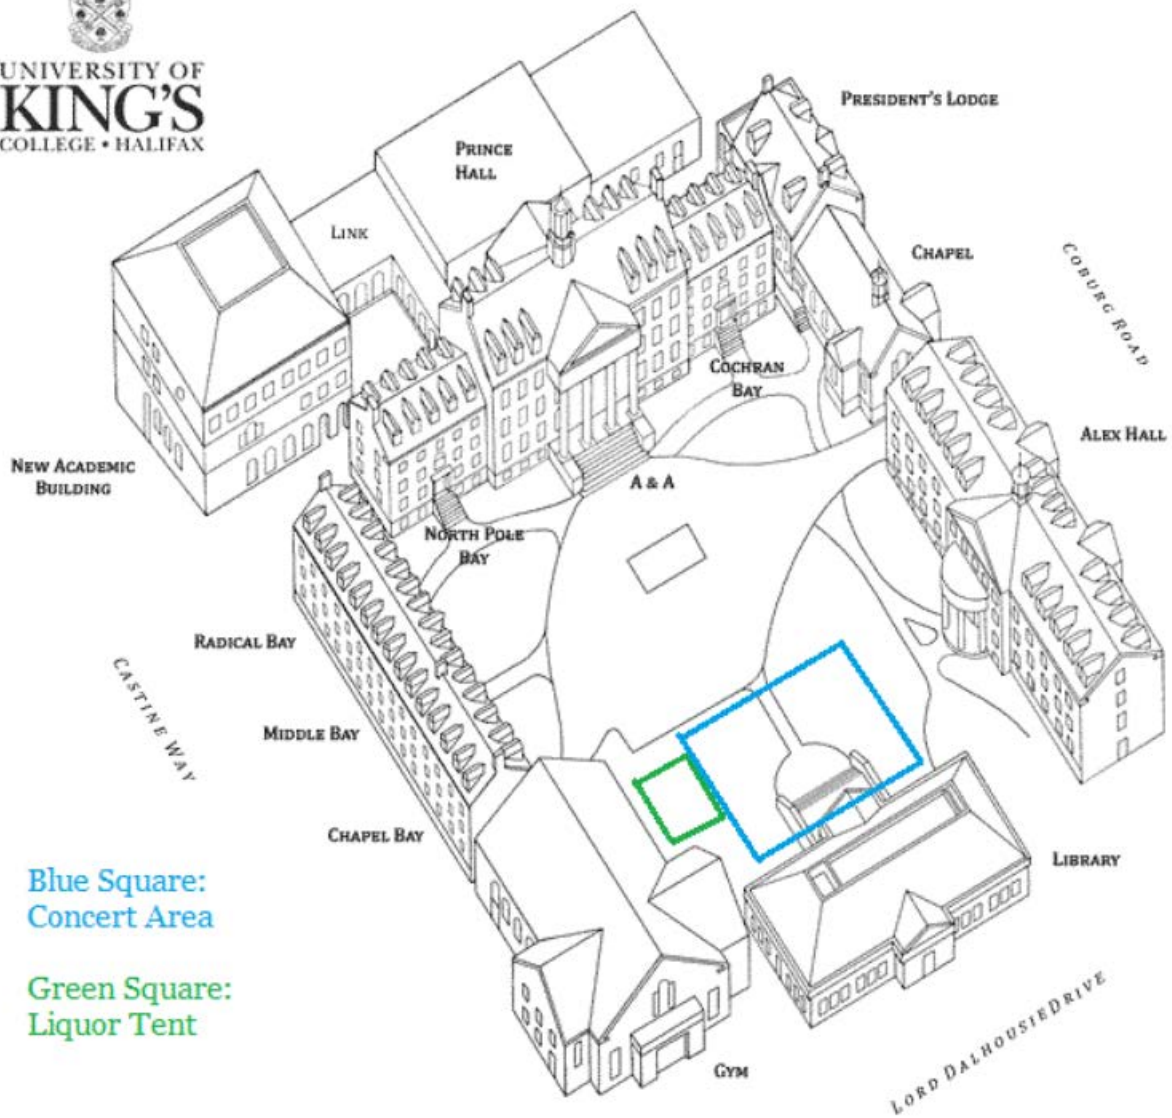 UNIVERSITY OF
KING'S
COLLEGE • HALIFAX
PRESIDENT'S LODGE
PRINCE
HALL
LINK
CHAPEL
COBURG ROAD
COCHRAN
BAY
ALEX HALL
NEW ACADEMIC
BUILDING
A & A
NORTH POLE
BAY
RADICAL BAY
CASTINE WAY
MIDDLE BAY
CHAPEL BAY
LIBRARY
Blue Square:
Concert Area
Green Square:
Liquor Tent
GYM
LORD DALHOUSIE DRIVE